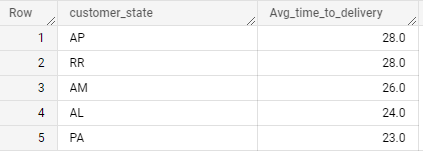 Row customer_state Avg_time_to_delivery
1 AP 28.0
2 RR 28.0
3 AM 26.0
4 AL 24.0
5 PA 23.0